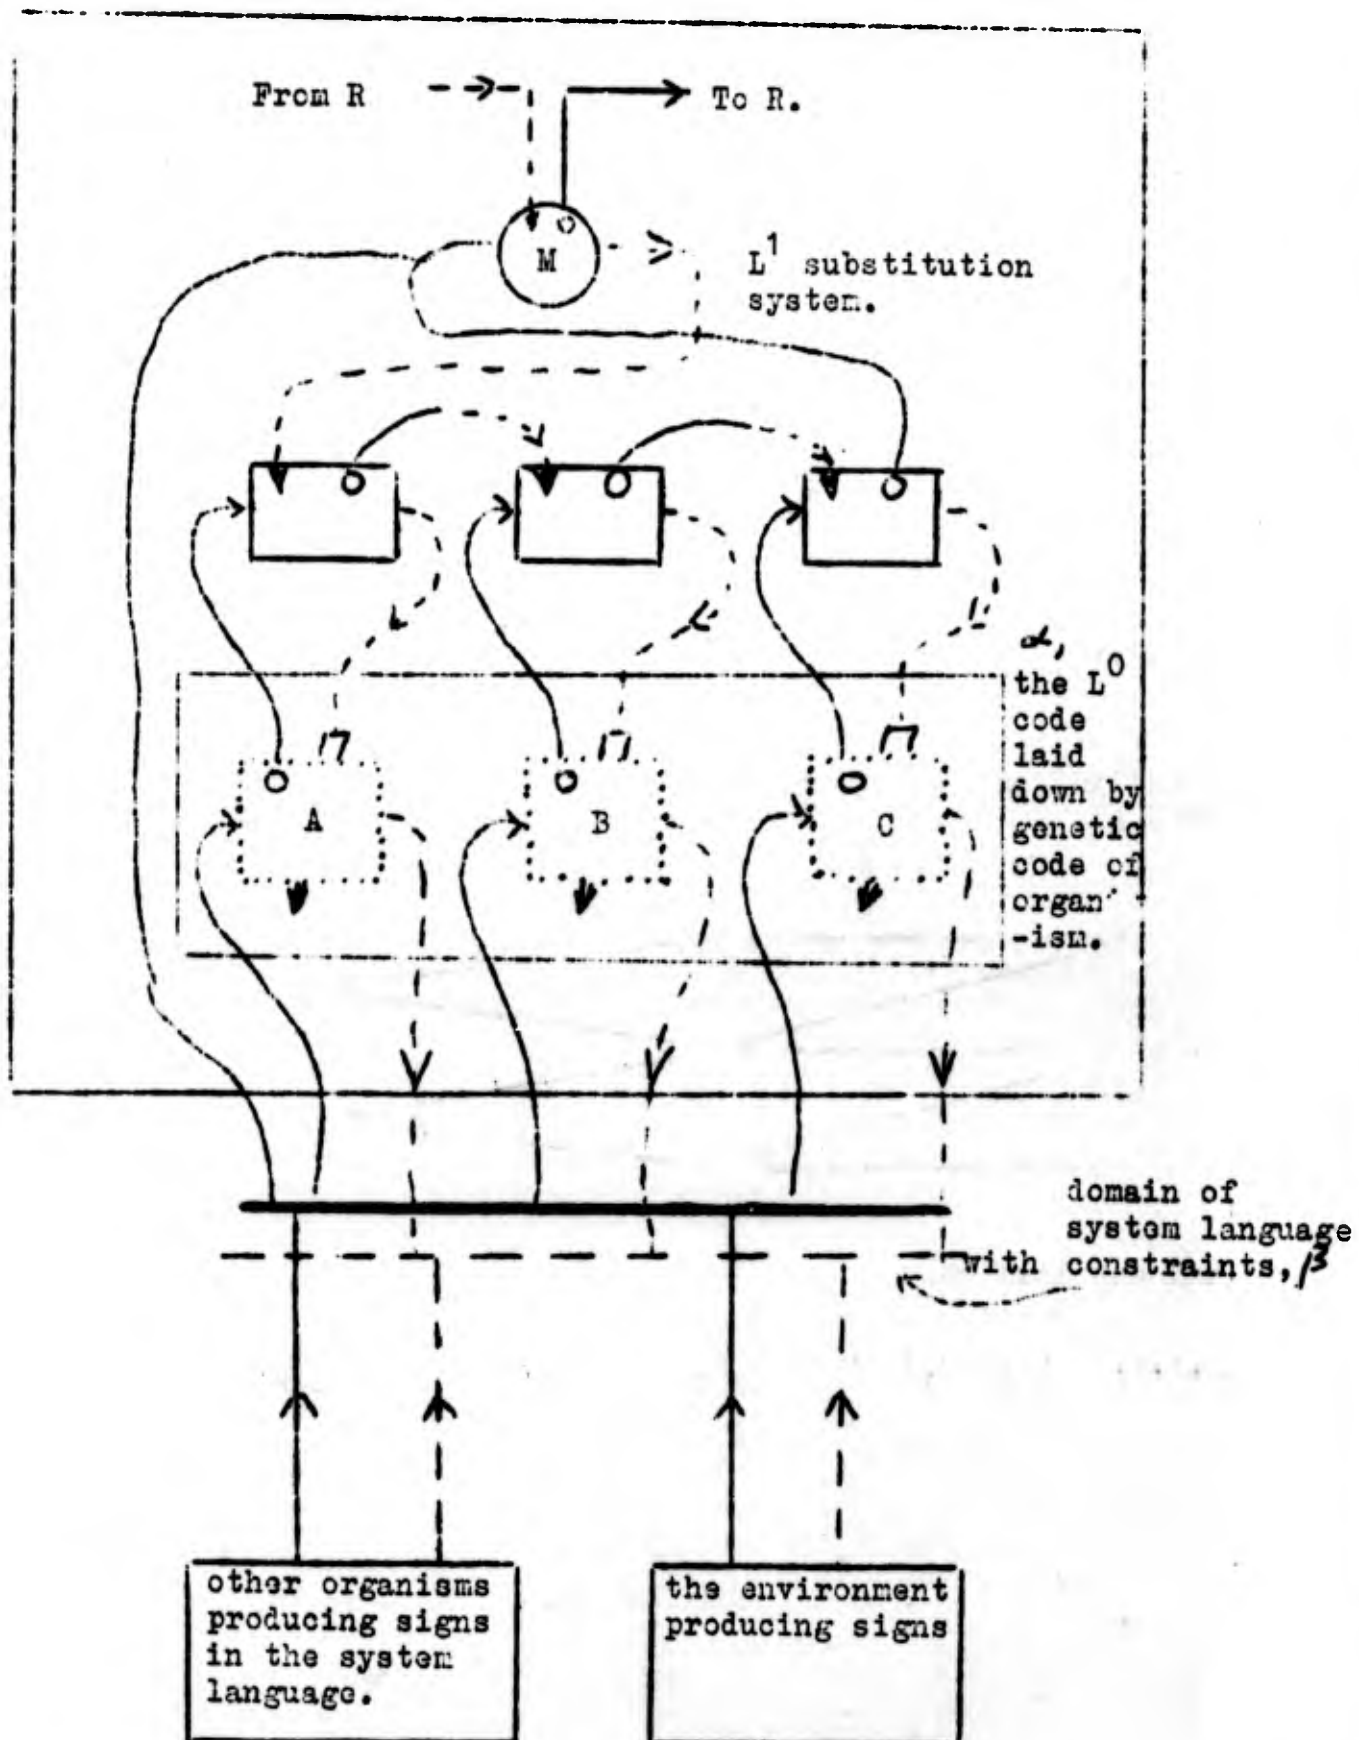 From R
To R.
M
L¹ substitution
system.
α,
the L⁰
code
laid
down by
genetic
code of
organ
-ism.
A
B
C
domain of
system language
with constraints, β
other organisms
producing signs
in the system
language.
the environment
producing signs